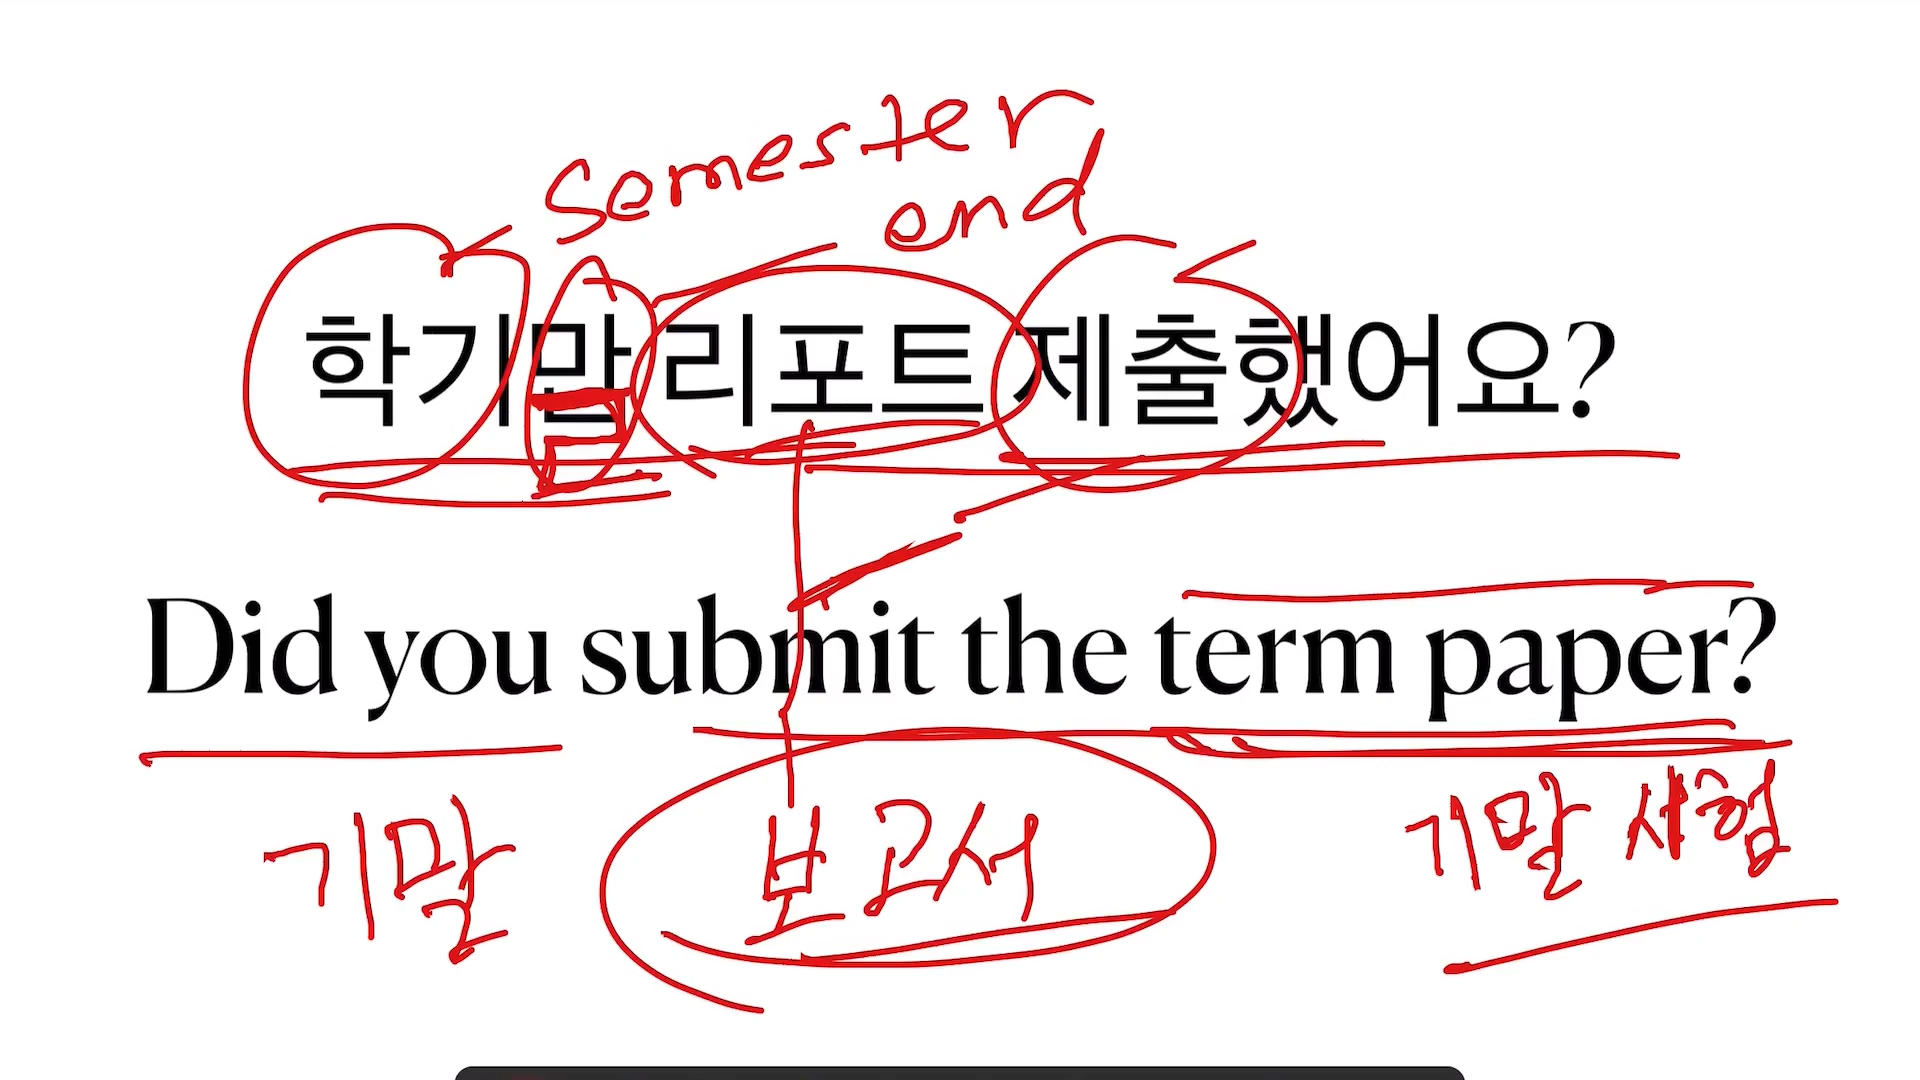 semester
end
학기말 리포트 제출했어요?
Did you submit the term paper?
기말 보고서 기말 시험